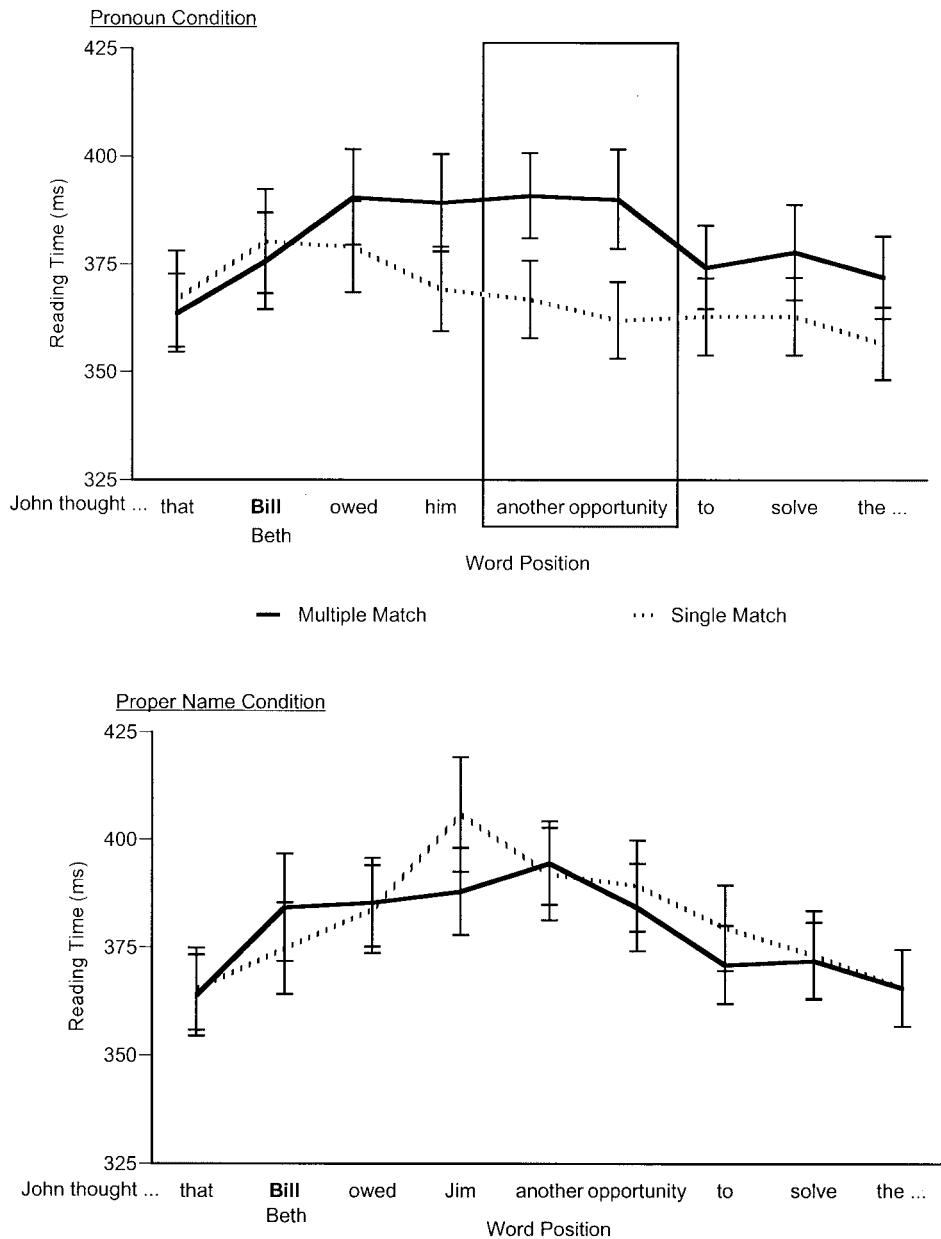 Pronoun Condition
425
400
375
350
325
Reading Time (ms)
John thought ... that Bill owed him another opportunity to solve the ...
Beth
Word Position
Multiple Match Single Match
Proper Name Condition
425
400
375
350
325
Reading Time (ms)
John thought ... that Bill owed Jim another opportunity to solve the ...
Beth
Word Position